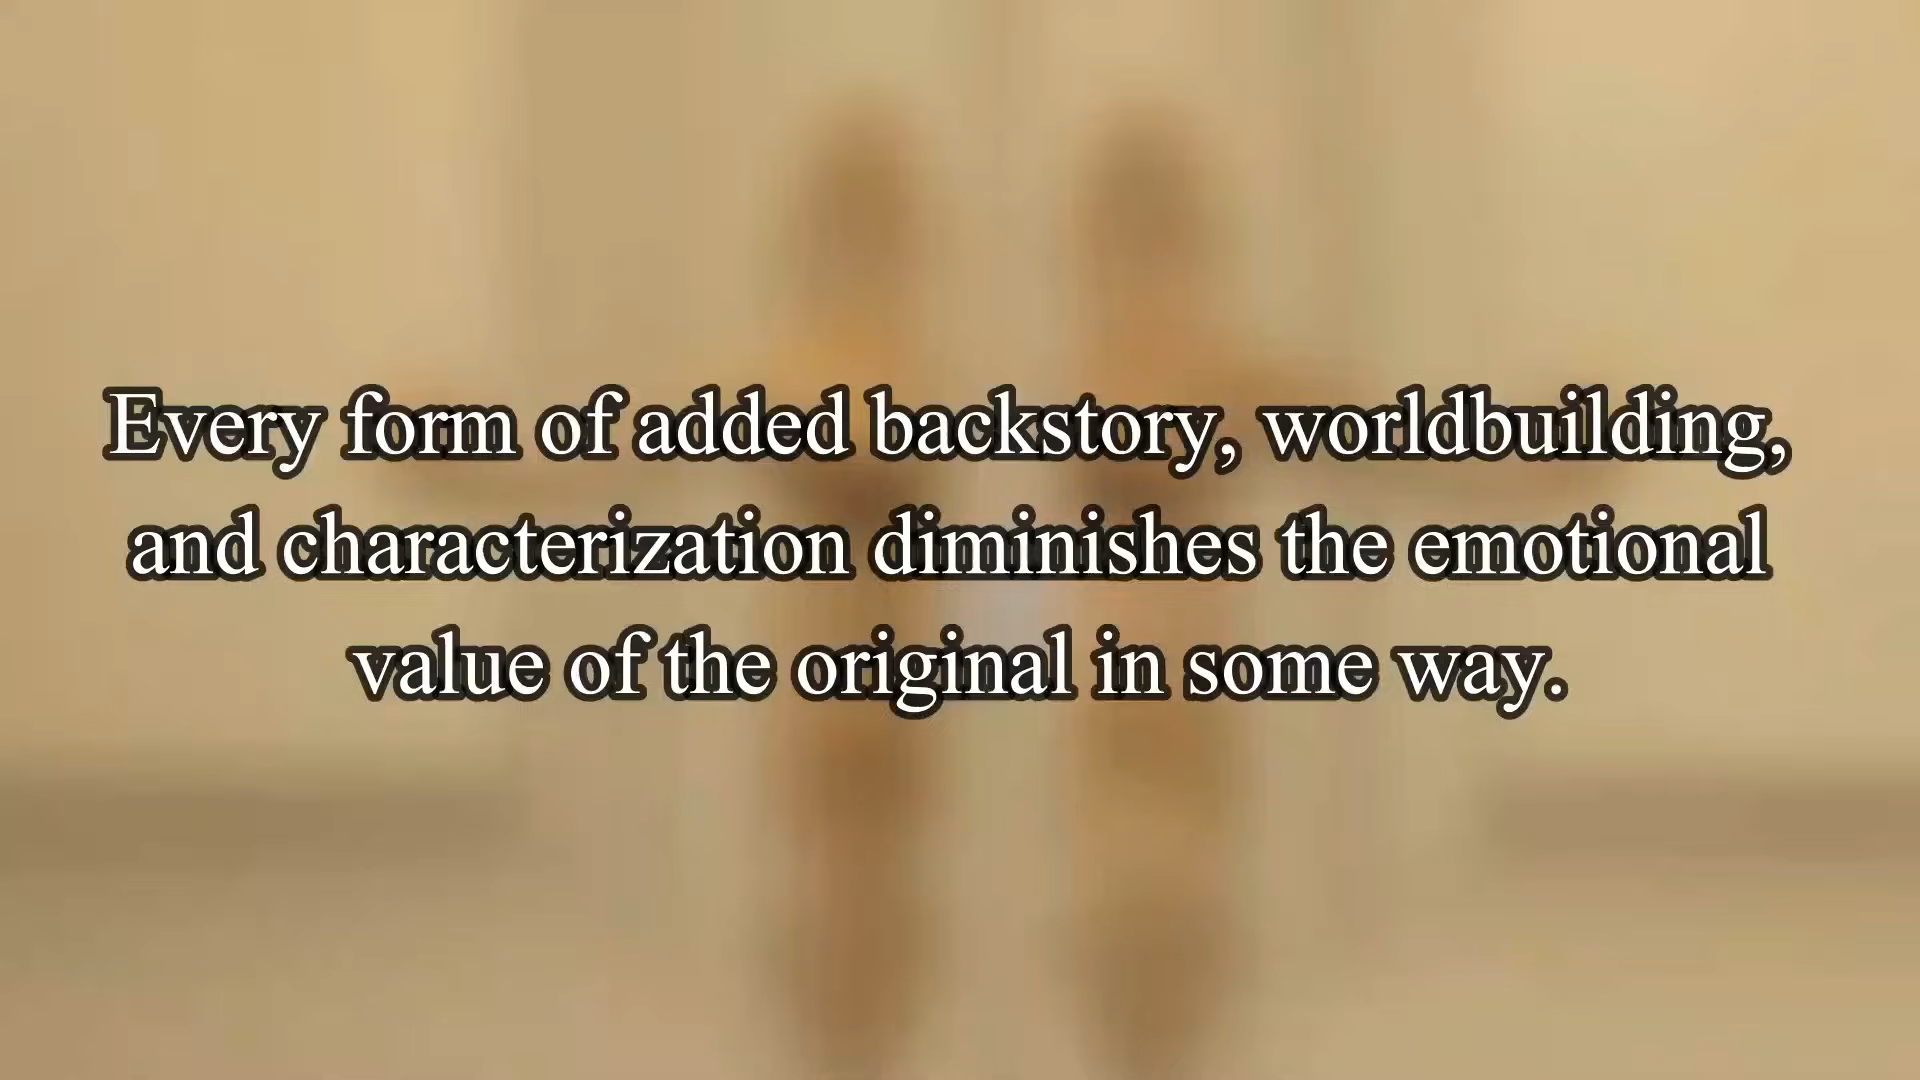 Every form of added backstory, worldbuilding,
and characterization diminishes the emotional
value of the original in some way.